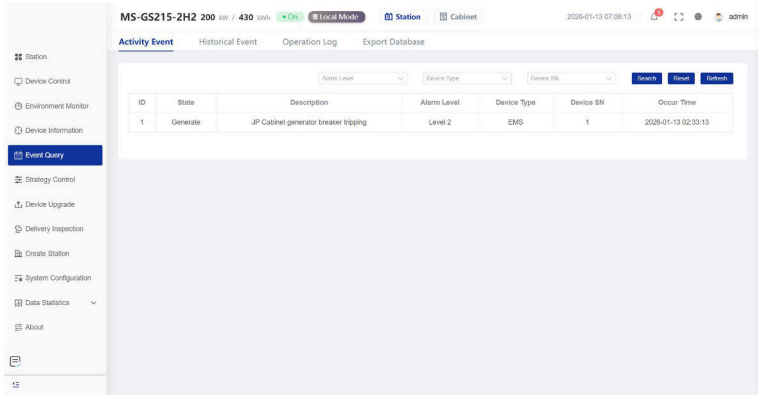 MS-GS215-2H2 200 kW / 430 kWh On Local Mode Station Cabinet 2026-01-13 07:08:13 1 admin
Activity Event Historical Event Operation Log Export Database
Station
Device Control
Environment Monitor
Device Information
Event Query
Strategy Control
Device Upgrade
Delivery Inspection
Create Station
System Configuration
Data Statistics
About
Alarm Level Device Type Device SN Search Reset Refresh
ID State Description Alarm Level Device Type Device SN Occur Time
1 Generate JP Cabinet generator breaker tripping Level 2 EMS 1 2026-01-13 02:33:13